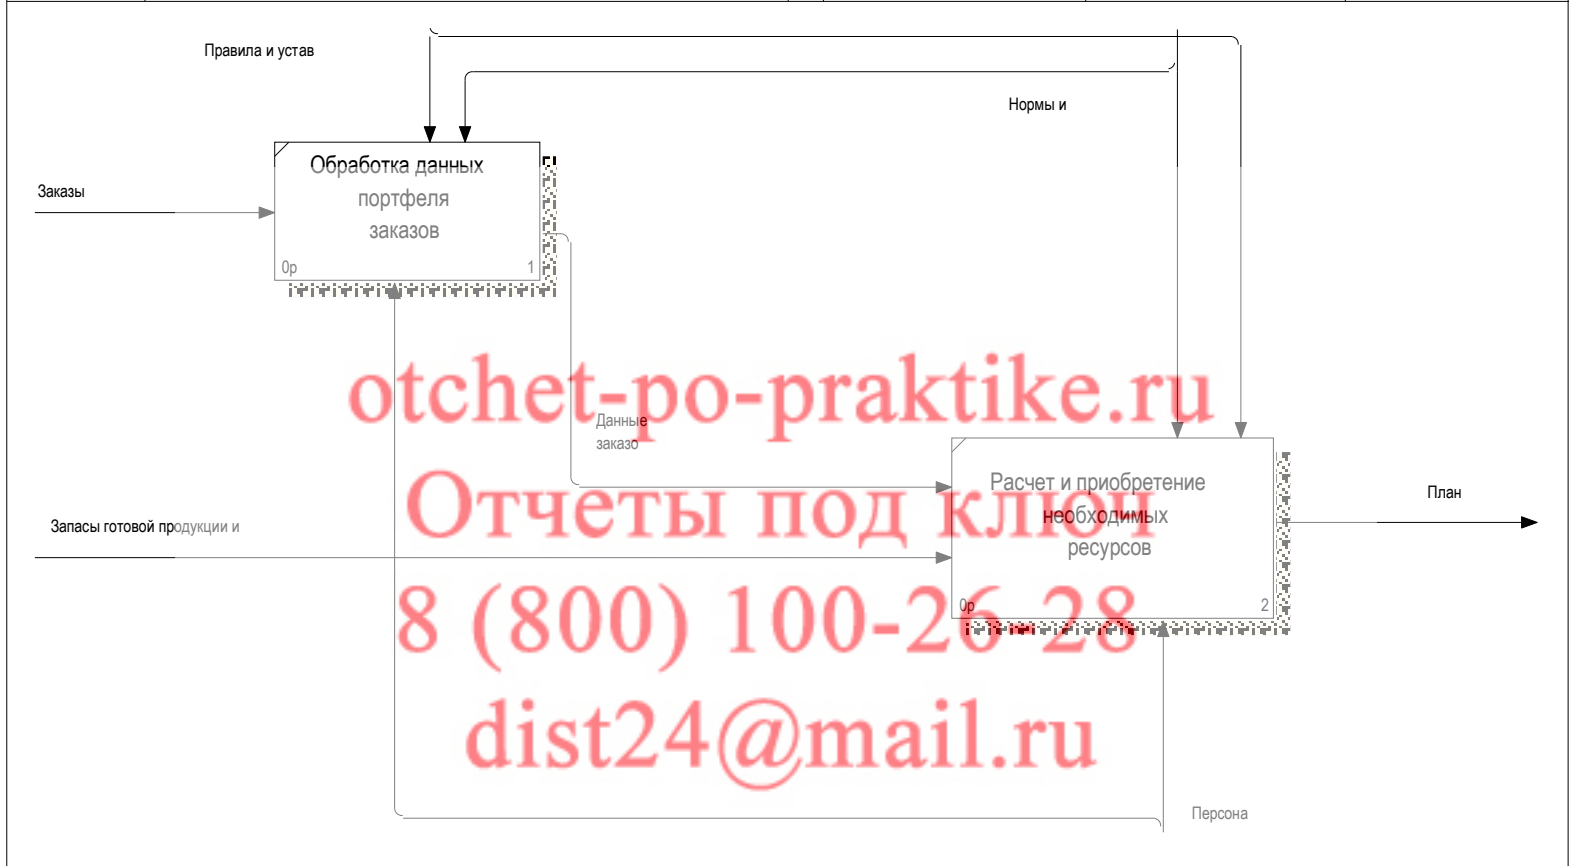 Правила и устав
Нормы и
Обработка данных
портфеля
заказов
0р 1
Заказы
otchet-po-praktike.ru
Данные
заказо
Отчеты под ключ
Расчет и приобретение
необходимых
ресурсов
0р 2
План
Запасы готовой продукции и
8 (800) 100-26-28
dist24@mail.ru
Персона